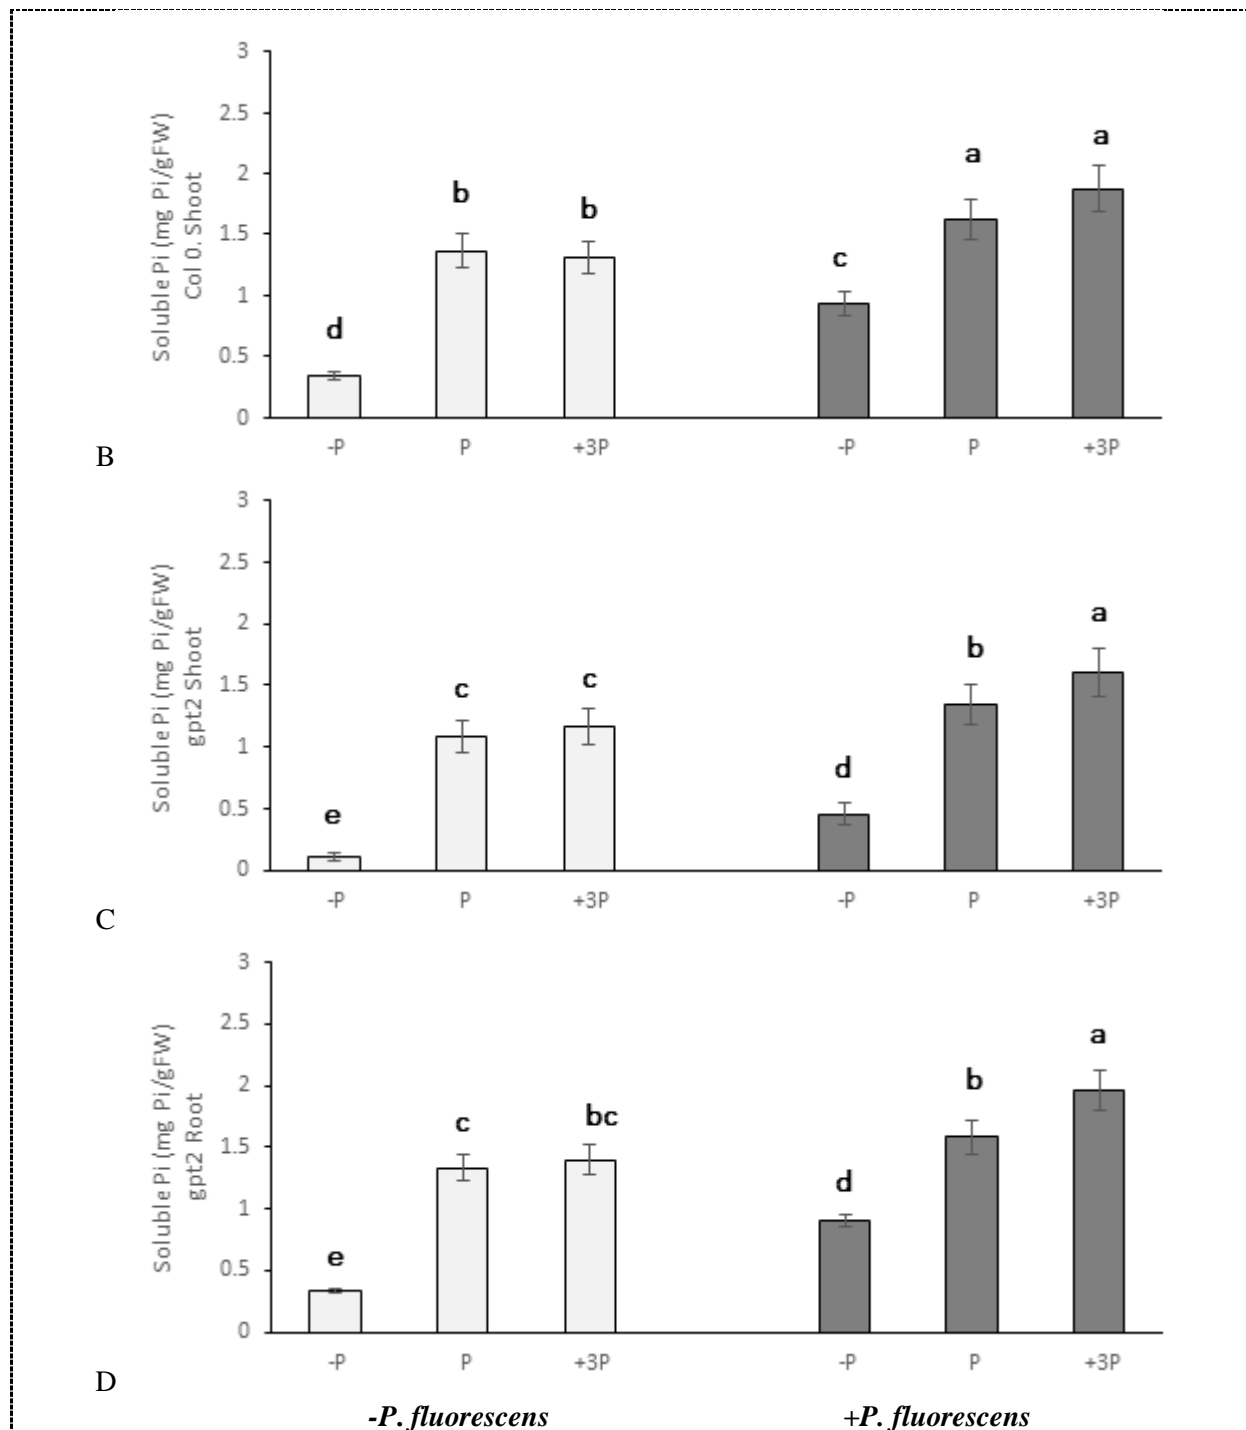 3
2.5
2
1.5
1
0.5
0
Soluble Pi (mg Pi/gFW)
Col 0. Shoot
d
b
b
c
a
a
-P P +3P -P P +3P
B
3
2.5
2
1.5
1
0.5
0
Soluble Pi (mg Pi/gFW)
gpt2 Shoot
e
c
c
d
b
a
-P P +3P -P P +3P
C
3
2.5
2
1.5
1
0.5
0
Soluble Pi (mg Pi/gFW)
gpt2 Root
e
c
bc
d
b
a
-P P +3P -P P +3P
D
-P. fluorescens +P. fluorescens